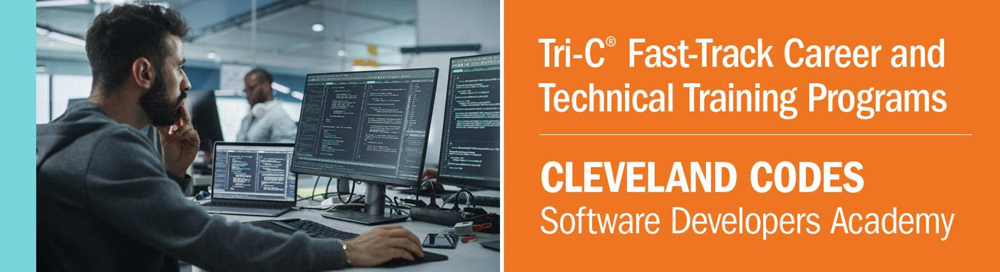 Tri-C® Fast-Track Career and
Technical Training Programs
CLEVELAND CODES
Software Developers Academy